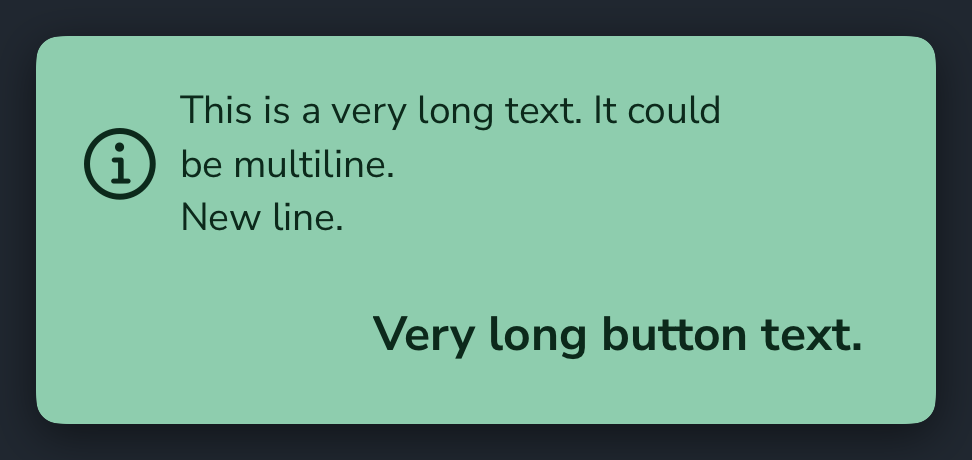 This is a very long text. It could
be multiline.
New line.
Very long button text.